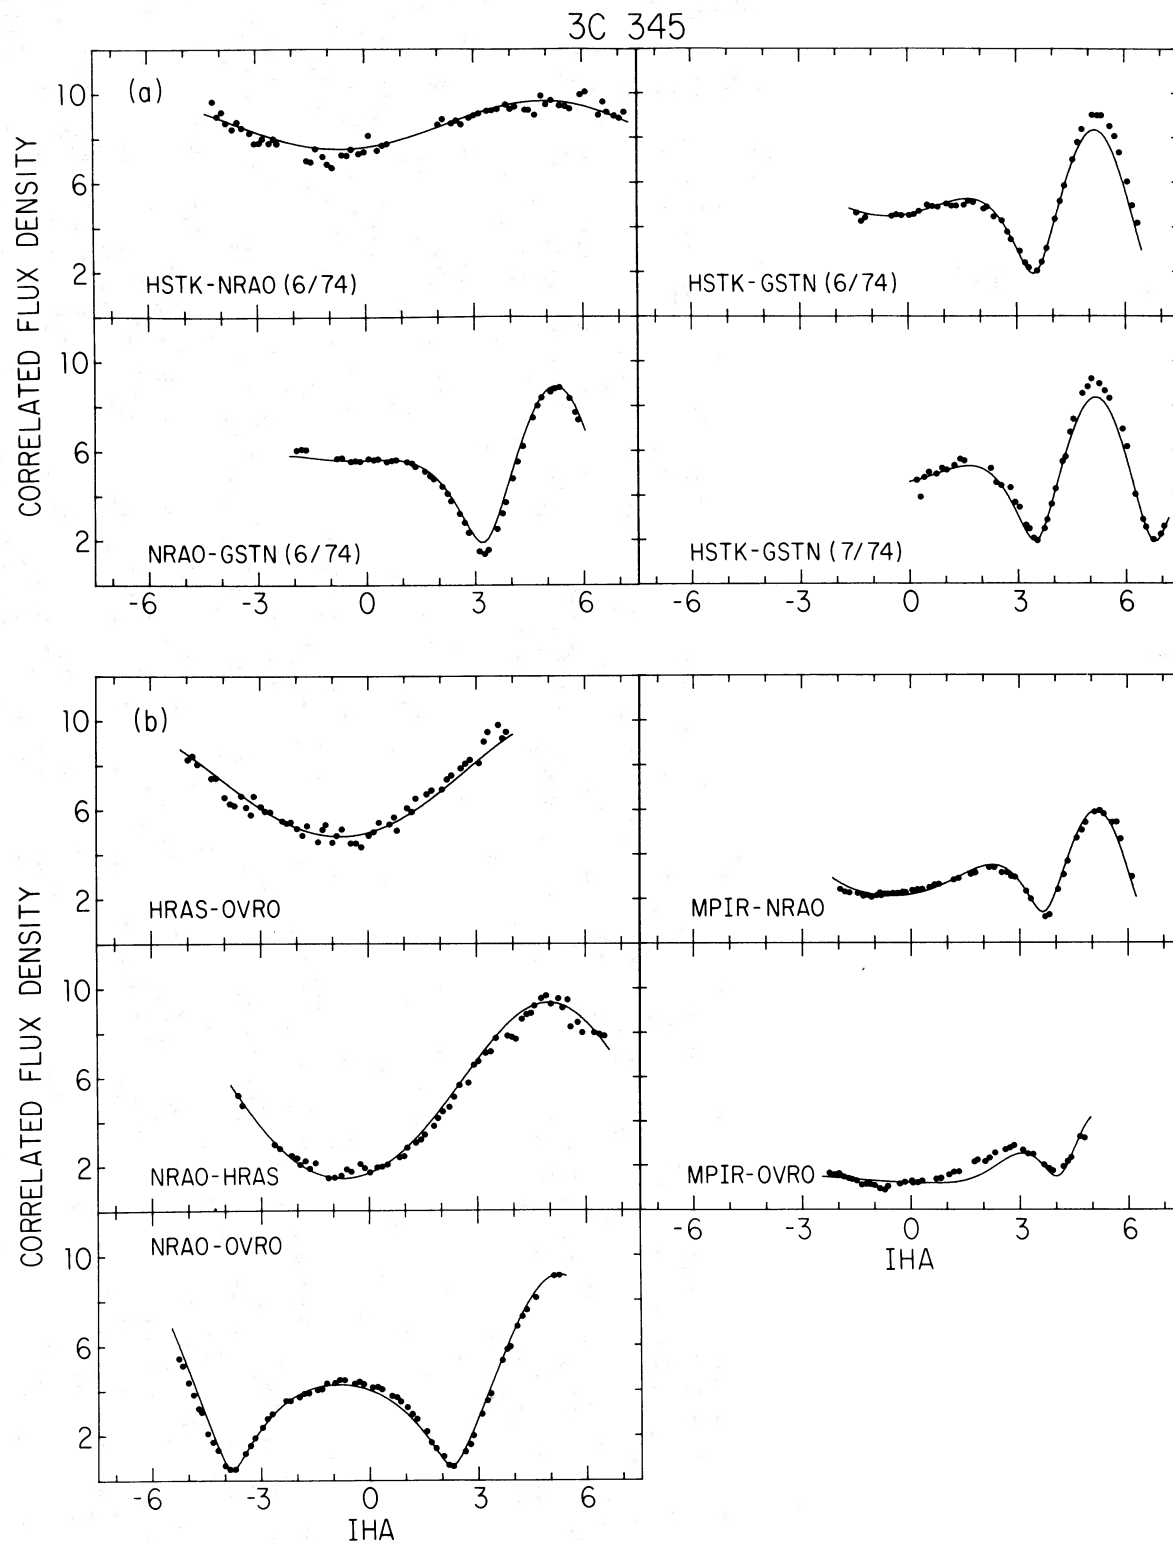 3C 345
(a)
CORRELATED FLUX DENSITY
10
6
2
HSTK-NRAO (6/74)
HSTK-GSTN (6/74)
10
6
2
NRAO-GSTN (6/74)
HSTK-GSTN (7/74)
-6 -3 0 3 6
-6 -3 0 3 6
(b)
CORRELATED FLUX DENSITY
10
6
2
HRAS-OVRO
MPIR-NRAO
10
6
2
NRAO-HRAS
MPIR-OVRO
-6 -3 0 3 6
IHA
NRAO-OVRO
10
6
2
-6 -3 0 3 6
IHA